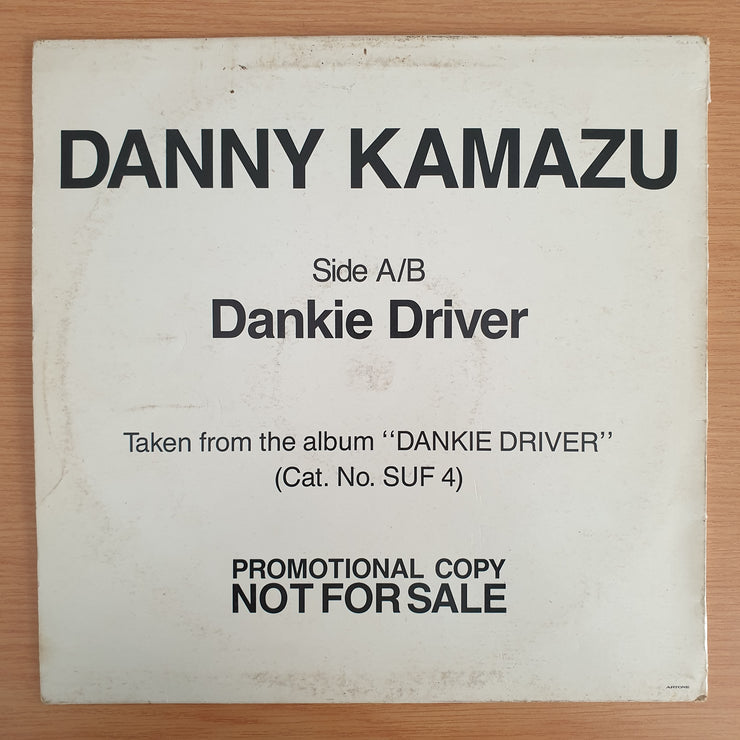 DANNY KAMAZU
Side A/B
Dankie Driver
Taken from the album ‘‘DANKIE DRIVER’’
(Cat. No. SUF 4)
PROMOTIONAL COPY
NOT FOR SALE
ARTONE